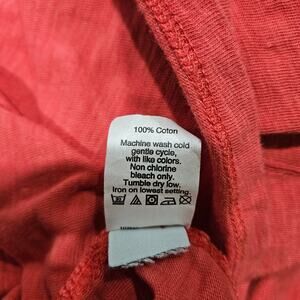 100% Coton
Machine wash cold
gentle cycle,
with like colors.
Non chlorine
bleach only.
Tumble dry low.
Iron on lowest setting.